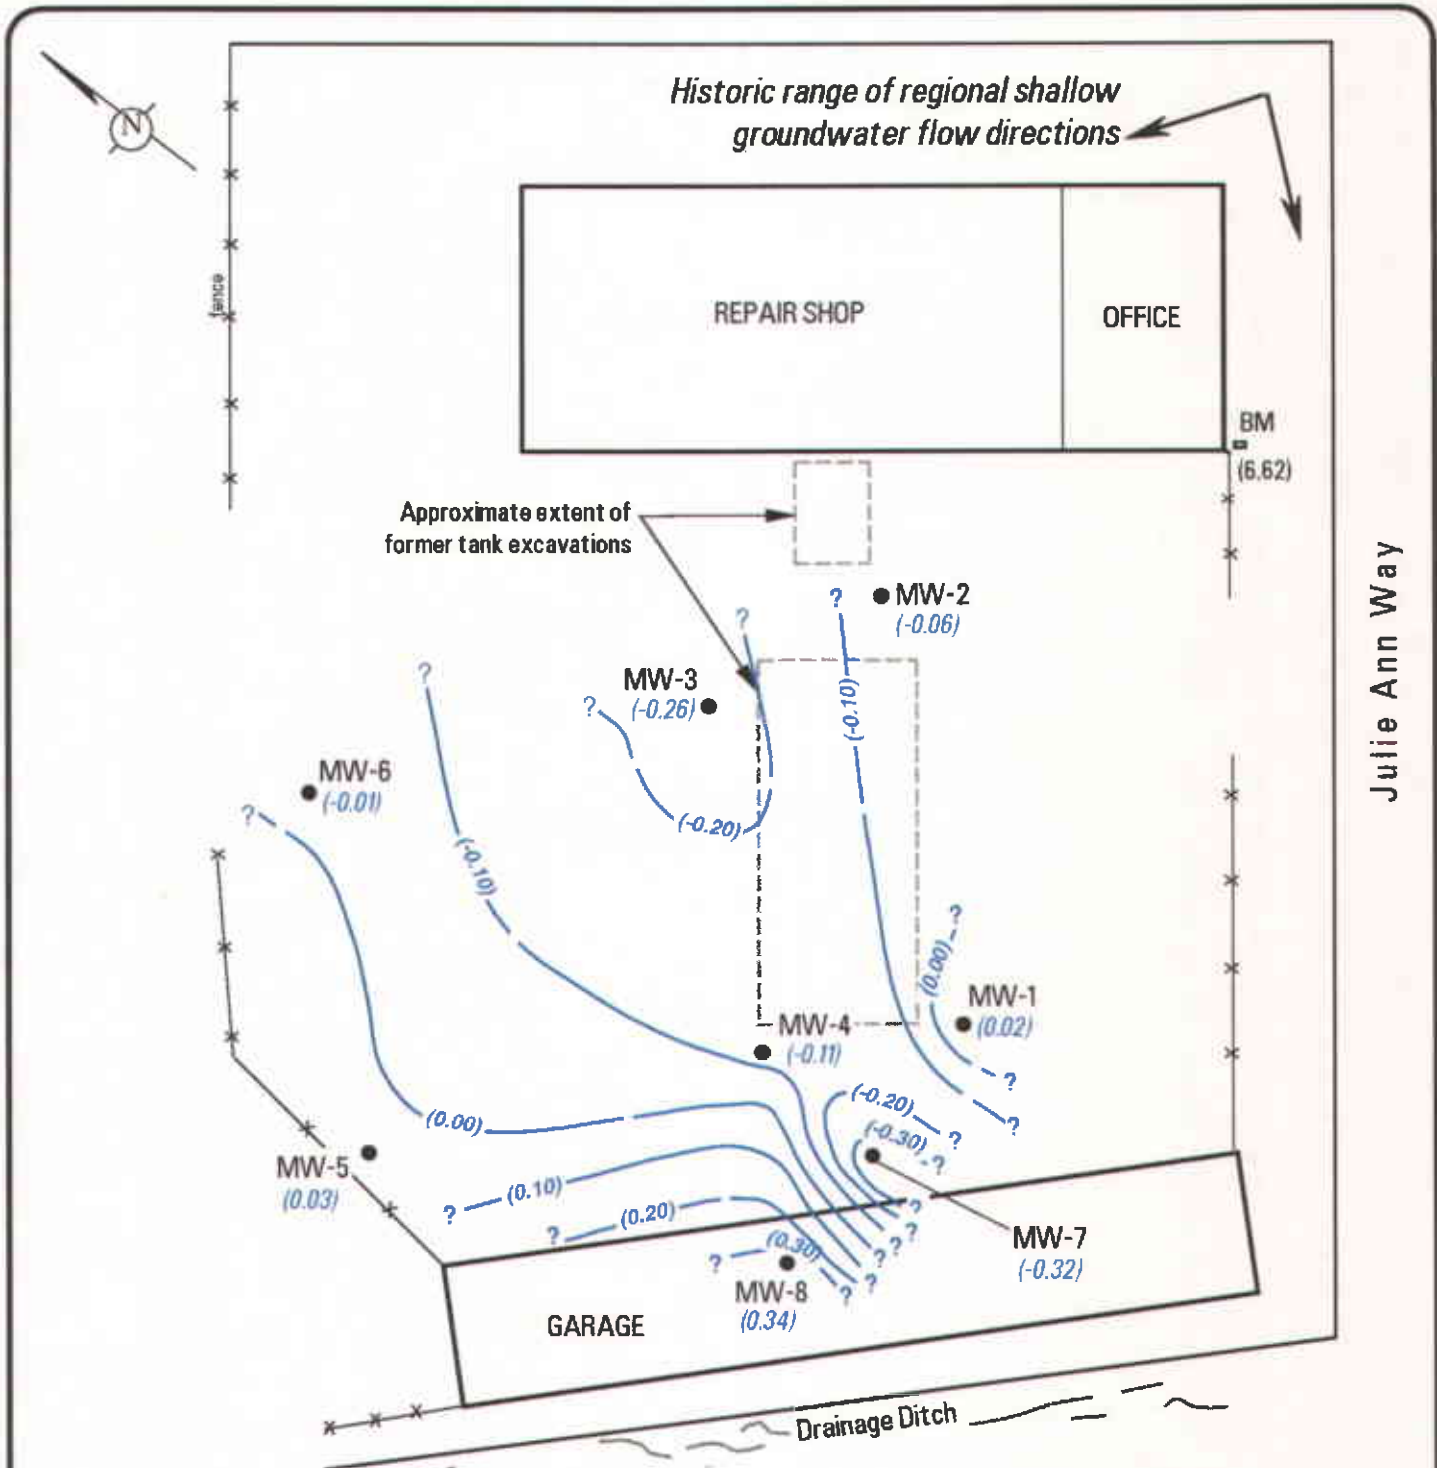 N
Historic range of regional shallow
groundwater flow directions
fence
REPAIR SHOP
OFFICE
BM
(6.62)
Approximate extent of
former tank excavations
?
MW-2
(-0.06)
?
MW-3
(-0.26)
?
?
(-0.10)
Julie Ann Way
MW-6
(-0.01)
?
(-0.20)
(-0.10)
?
(0.00)
MW-1
(0.02)
MW-4
(-0.11)
?
(-0.20)
(0.00)
?
?
(-0.30)
?
MW-5
(0.03)
(0.10)
?
(0.20)
?
?
?
?
?
MW-7
(-0.32)
(0.30)
?
?
?
MW-8
(0.34)
GARAGE
Drainage Ditch